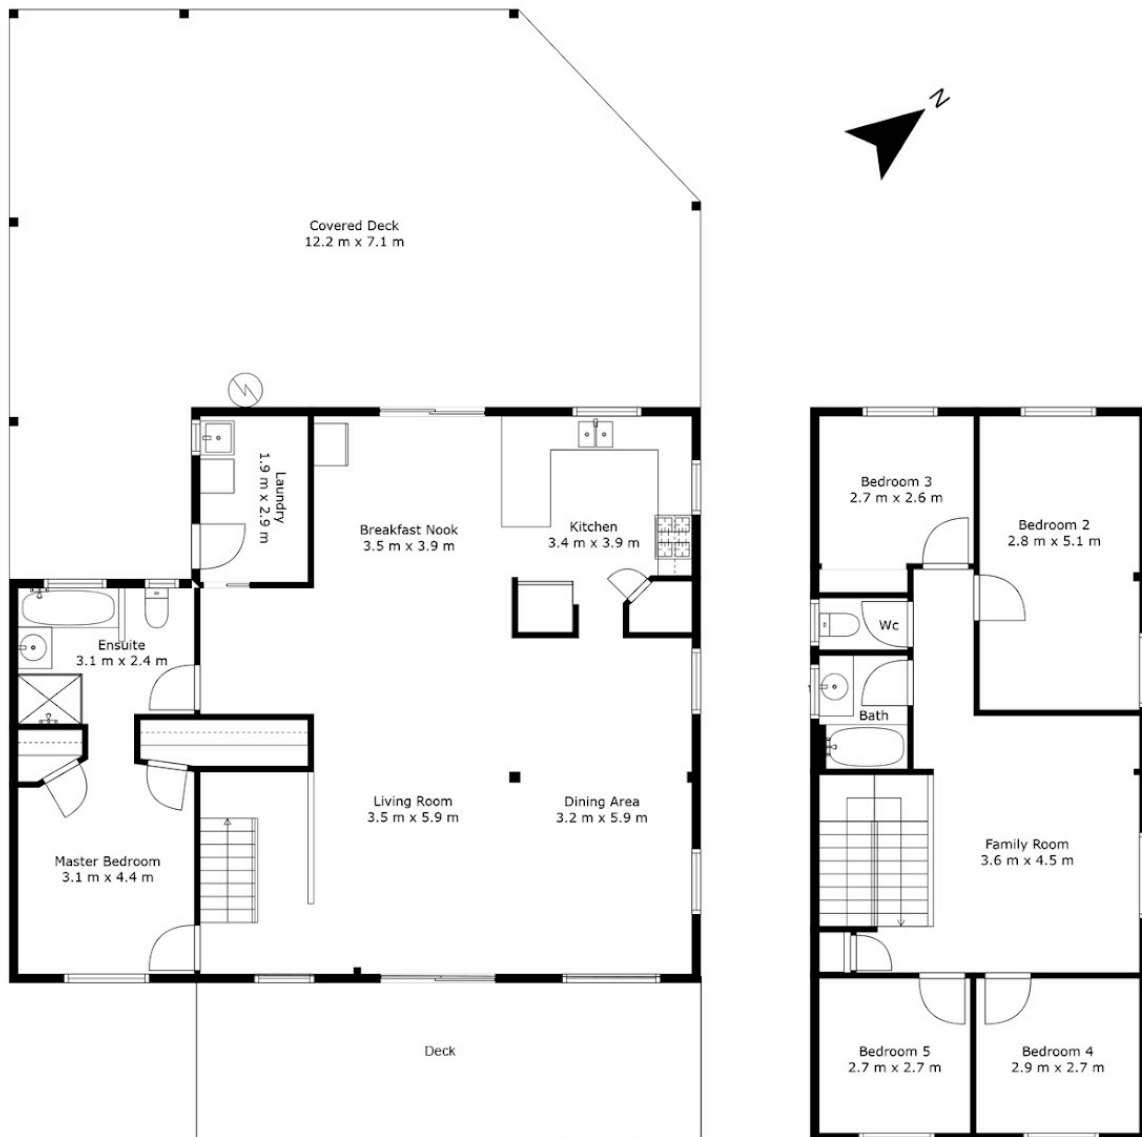 N
Covered Deck
12.2 m x 7.1 m
Laundry
1.9 m x 2.9 m
Breakfast Nook
3.5 m x 3.9 m
Kitchen
3.4 m x 3.9 m
Ensuite
3.1 m x 2.4 m
Living Room
3.5 m x 5.9 m
Dining Area
3.2 m x 5.9 m
Master Bedroom
3.1 m x 4.4 m
Deck
Bedroom 3
2.7 m x 2.6 m
Bedroom 2
2.8 m x 5.1 m
Wc
Bath
Family Room
3.6 m x 4.5 m
Bedroom 5
2.7 m x 2.7 m
Bedroom 4
2.9 m x 2.7 m